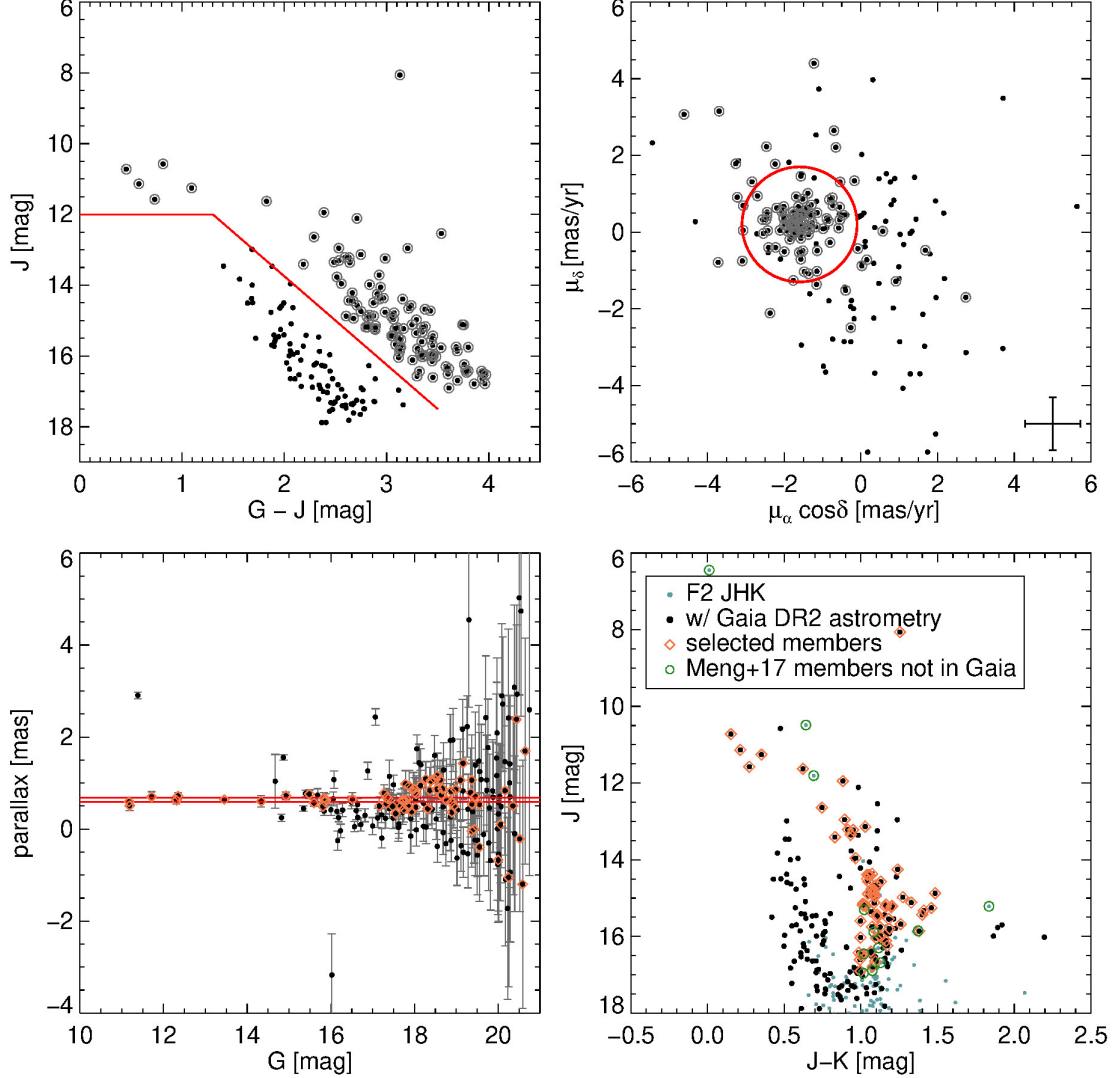 6
8
10
12
14
16
18
J [mag]
0 1 2 3 4
G − J [mag]
6
4
2
0
−2
−4
−6
μδ [mas/yr]
−6 −4 −2 0 2 4 6
μα cosδ [mas/yr]
6
4
2
0
−2
−4
parallax [mas]
10 12 14 16 18 20
G [mag]
6
8
10
12
14
16
18
J [mag]
F2 JHK
w/ Gaia DR2 astrometry
selected members
Meng+17 members not in Gaia
−0.5 0.0 0.5 1.0 1.5 2.0 2.5
J−K [mag]